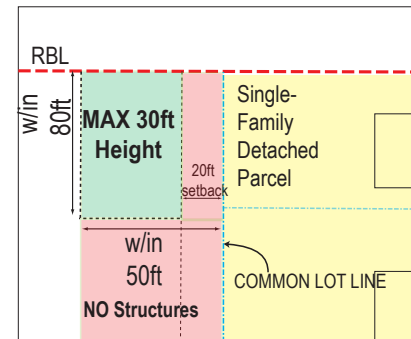 RBL
w/in
80ft
MAX 30ft
Height
20ft
setback
Single-
Family
Detached
Parcel
w/in
50ft
NO Structures
COMMON LOT LINE